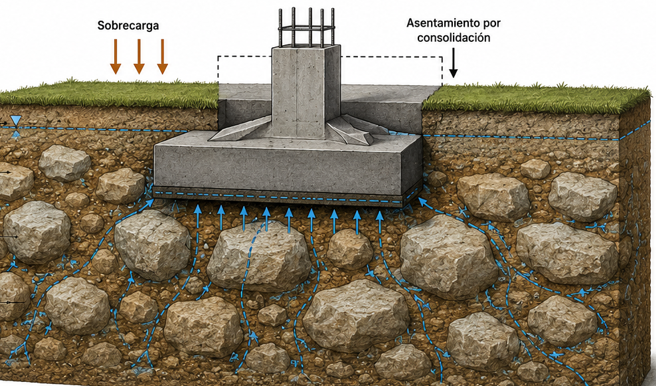 Sobrecarga
Asentamiento por
consolidación